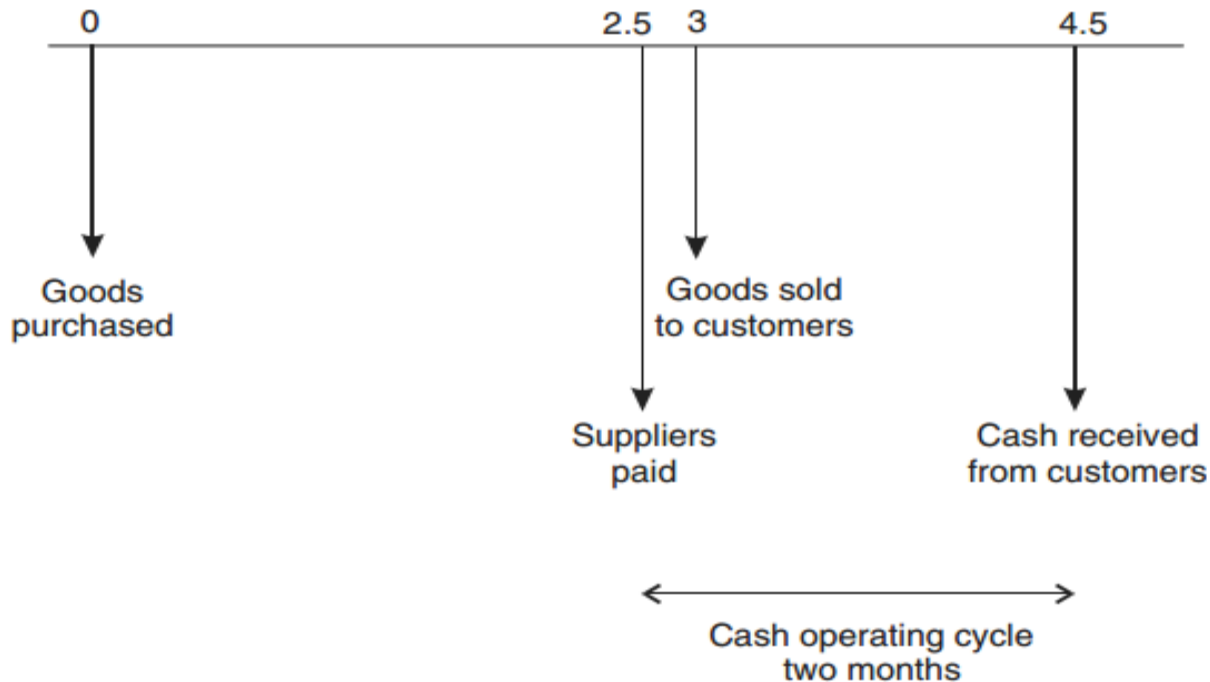 0 2.5 3 4.5
Goods
purchased
Goods sold
to customers
Suppliers
paid
Cash received
from customers
Cash operating cycle
two months